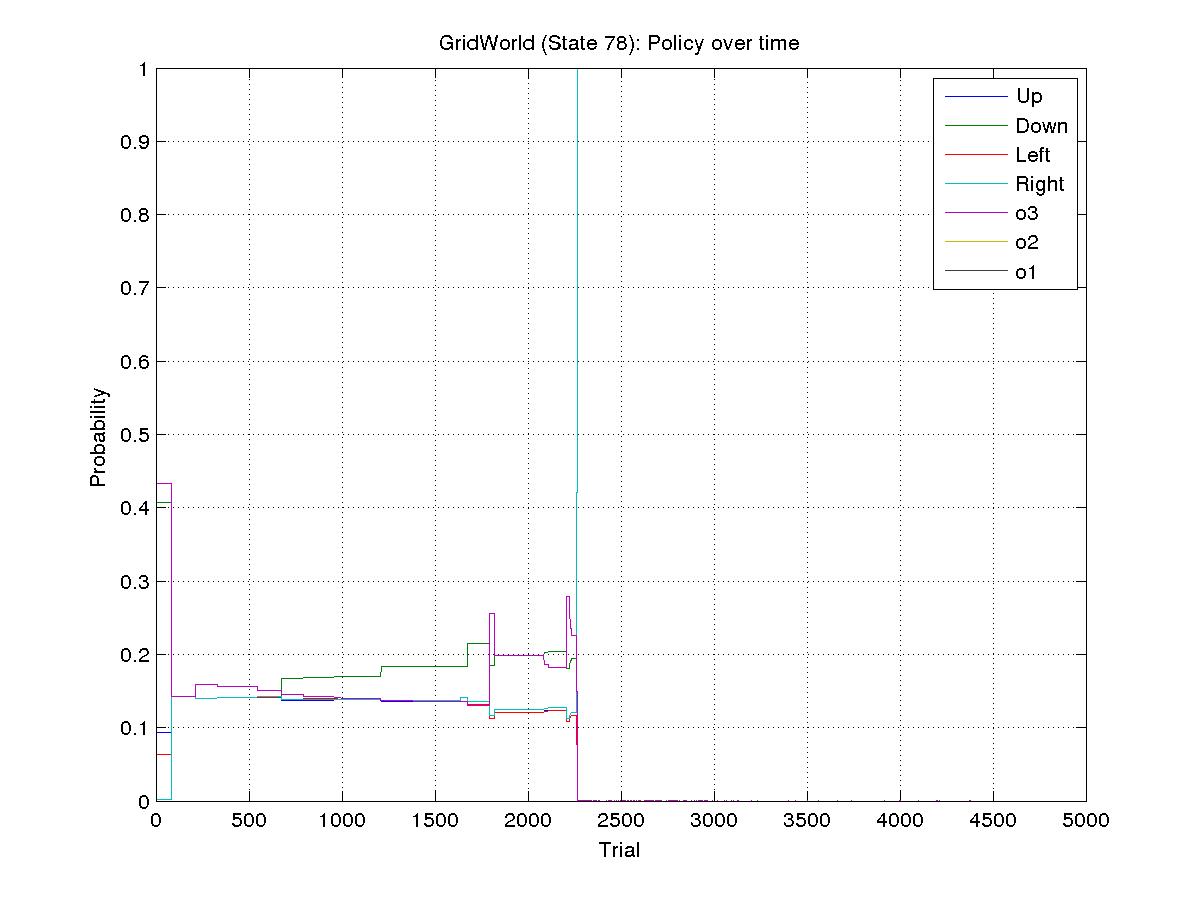 GridWorld (State 78): Policy over time
1
0.9
0.8
0.7
0.6
0.5
0.4
0.3
0.2
0.1
0
Probability
Up
Down
Left
Right
o3
o2
o1
0 500 1000 1500 2000 2500 3000 3500 4000 4500 5000
Trial